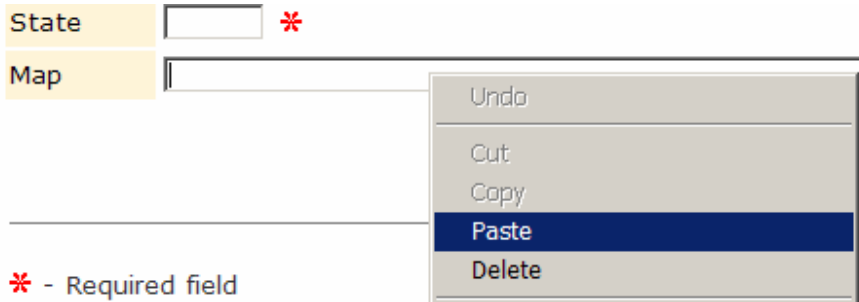 State *
Map
Undo
Cut
Copy
Paste
Delete
* - Required field